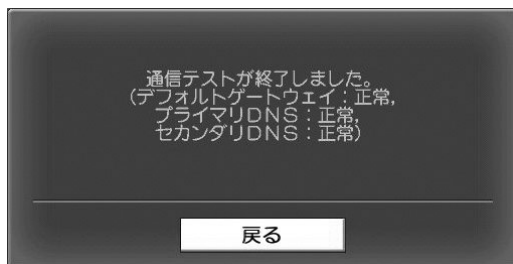 通信テストが終了しました。
(デフォルトゲートウェイ：正常,
プライマリDNS：正常,
セカンダリDNS：正常)
戻る